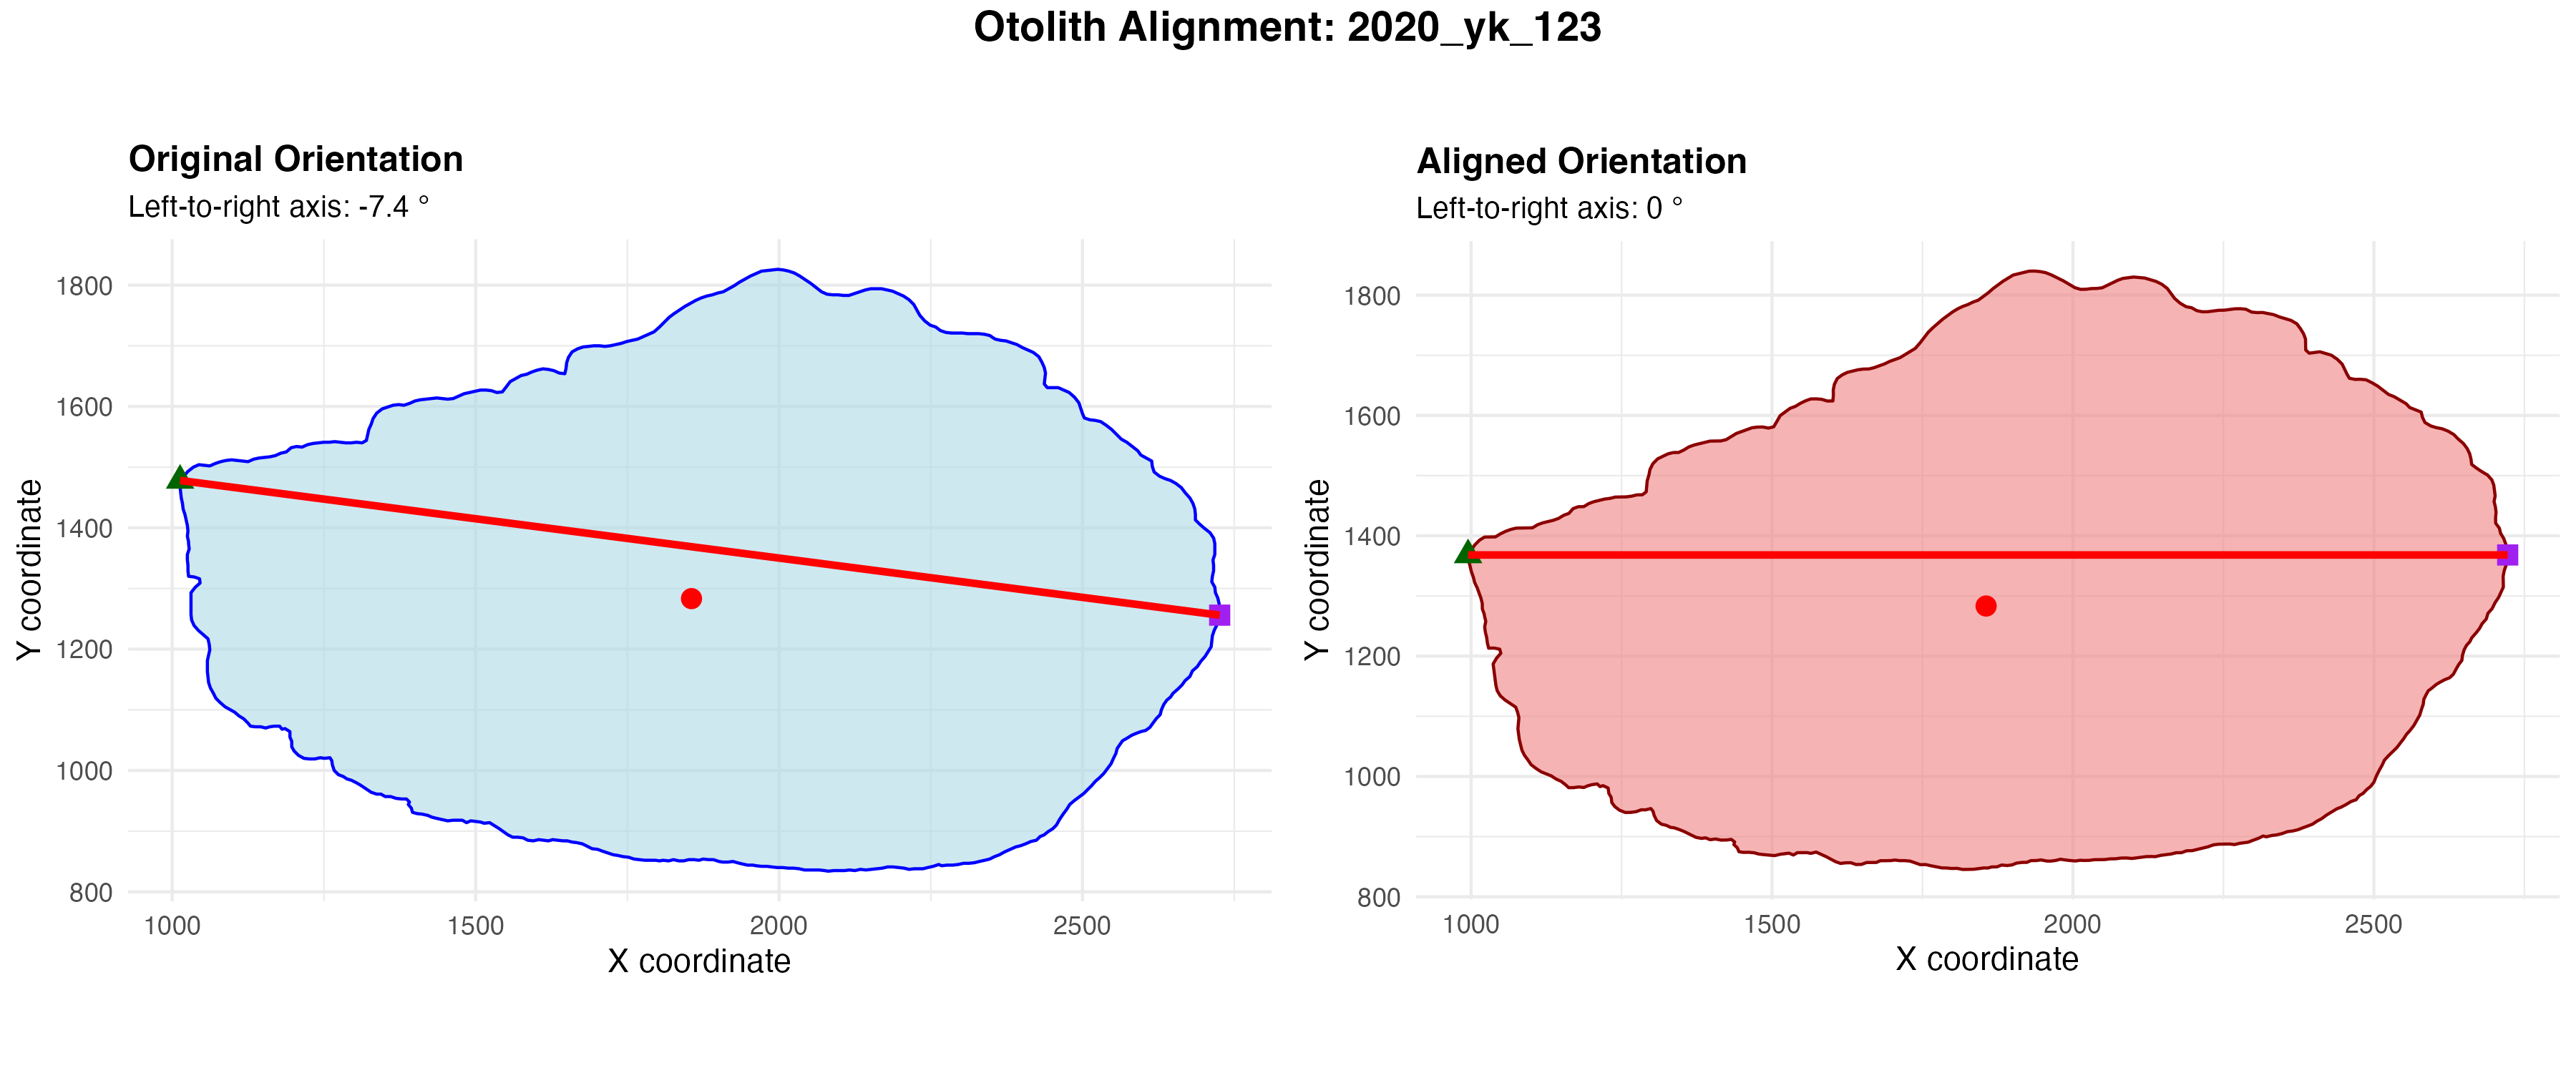 Otolith Alignment: 2020_yk_123
Original Orientation
Left-to-right axis: -7.4 °
1800
1600
1400
1200
1000
800
Y coordinate
1000 1500 2000 2500
X coordinate
Aligned Orientation
Left-to-right axis: 0 °
1800
1600
1400
1200
1000
800
Y coordinate
1000 1500 2000 2500
X coordinate